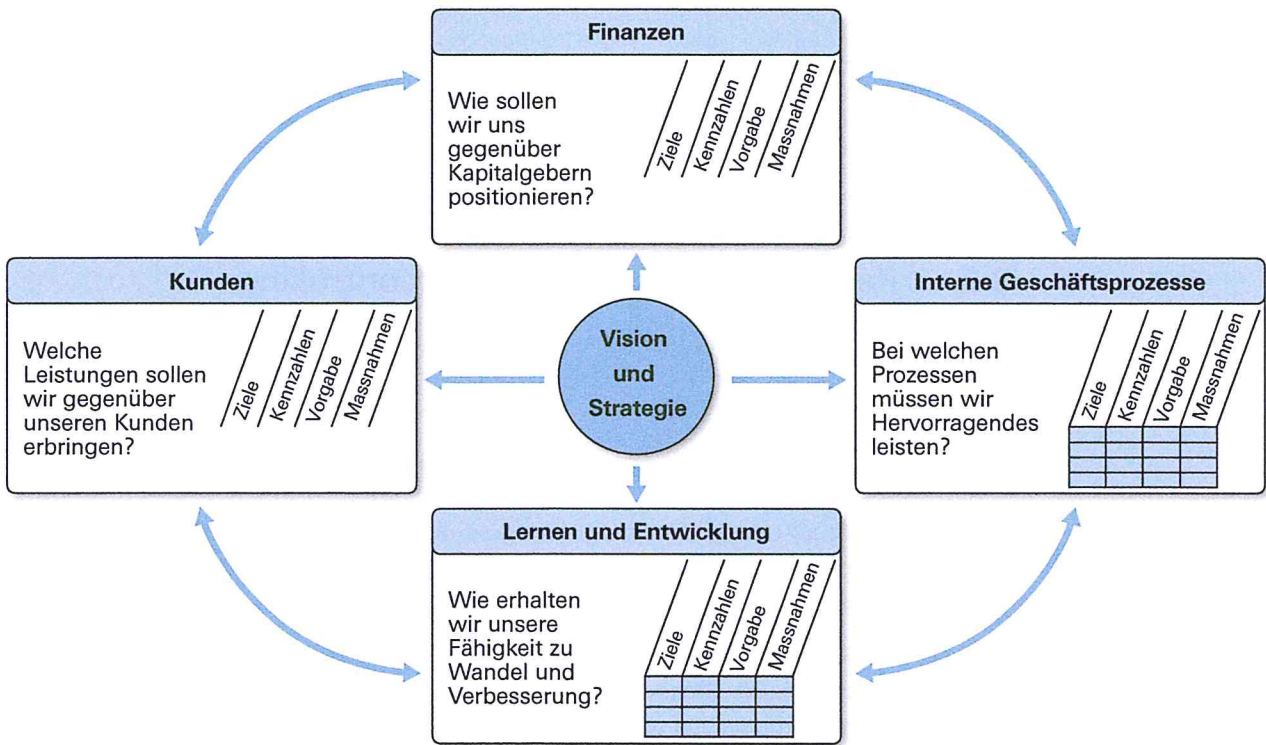 Finanzen
Wie sollen
wir uns
gegenüber
Kapitalgebern
positionieren?
Ziele
Kennzahlen
Vorgabe
Massnahmen
Kunden
Welche
Leistungen sollen
wir gegenüber
unseren Kunden
erbringen?
Ziele
Kennzahlen
Vorgabe
Massnahmen
Vision
und
Strategie
Interne Geschäftsprozesse
Bei welchen
Prozessen
müssen wir
Hervorragendes
leisten?
Ziele
Kennzahlen
Vorgabe
Massnahmen
Lernen und Entwicklung
Wie erhalten
wir unsere
Fähigkeit zu
Wandel und
Verbesserung?
Ziele
Kennzahlen
Vorgabe
Massnahmen